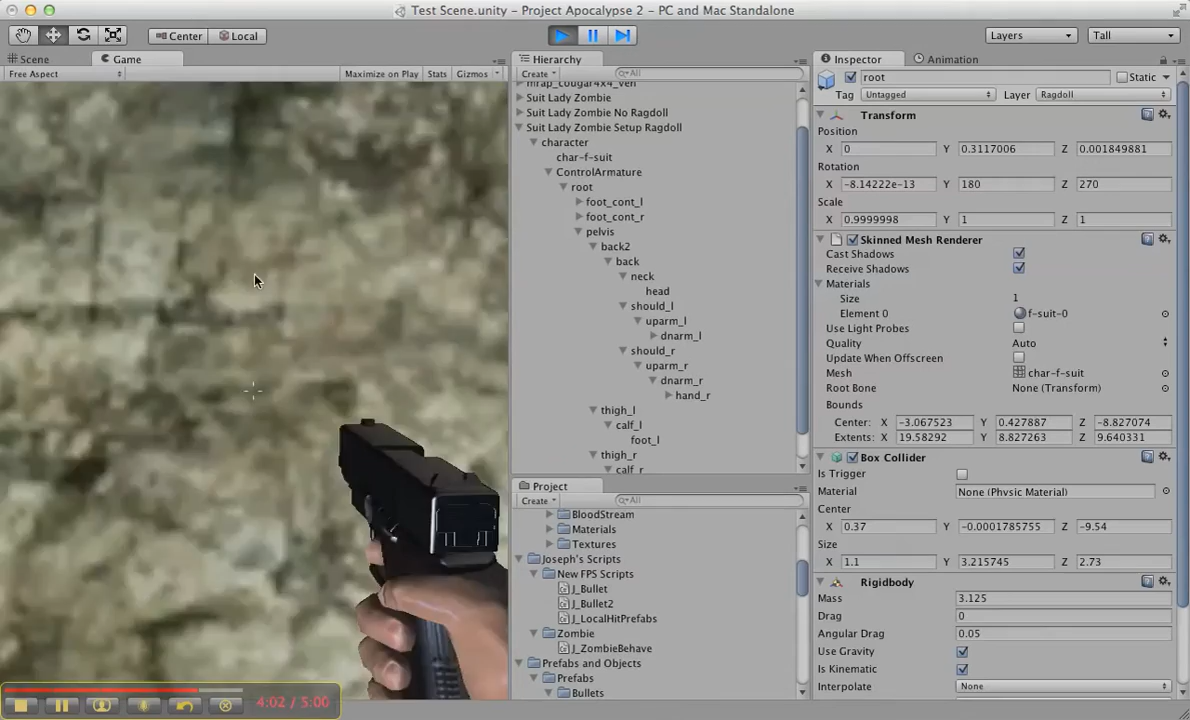 Test Scene.unity - Project Apocalypse 2 - PC and Mac Standalone
Center Local Layers Tall
Scene Game
Free Aspect Maximize on Play Stats Gizmos
Hierarchy
Create All
mrap_cougar4x4_veh
Suit Lady Zombie
Suit Lady Zombie No Ragdoll
Suit Lady Zombie Setup Ragdoll
character
char-f-suit
ControlArmature
root
foot_cont_l
foot_cont_r
pelvis
back2
back
neck
head
should_l
uparm_l
dnarm_l
should_r
uparm_r
dnarm_r
hand_r
thigh_l
calf_l
foot_l
thigh_r
calf_r
Project
Create All
BloodStream
Materials
Textures
Joseph's Scripts
New FPS Scripts
J_Bullet
J_Bullet2
J_LocalHitPrefabs
Zombie
J_ZombieBehave
Prefabs and Objects
Prefabs
Bullets
Inspector Animation
root Static
Tag Untagged Layer Ragdoll
Transform
Position
X 0 Y 0.3117006 Z 0.001849881
Rotation
X -8.14222e-13 Y 180 Z 270
Scale
X 0.9999998 Y 1 Z 1
Skinned Mesh Renderer
Cast Shadows
Receive Shadows
Materials
Size 1
Element 0 f-suit-0
Use Light Probes
Quality Auto
Update When Offscreen
Mesh char-f-suit
Root Bone None (Transform)
Bounds
Center: X -3.067523 Y 0.427887 Z -8.827074
Extents: X 19.58292 Y 8.827263 Z 9.640331
Box Collider
Is Trigger
Material None (Physic Material)
Center
X 0.37 Y -0.0001785755 Z -9.54
Size
X 1.1 Y 3.215745 Z 2.73
Rigidbody
Mass 3.125
Drag 0
Angular Drag 0.05
Use Gravity
Is Kinematic
Interpolate None
4:02 / 5:00